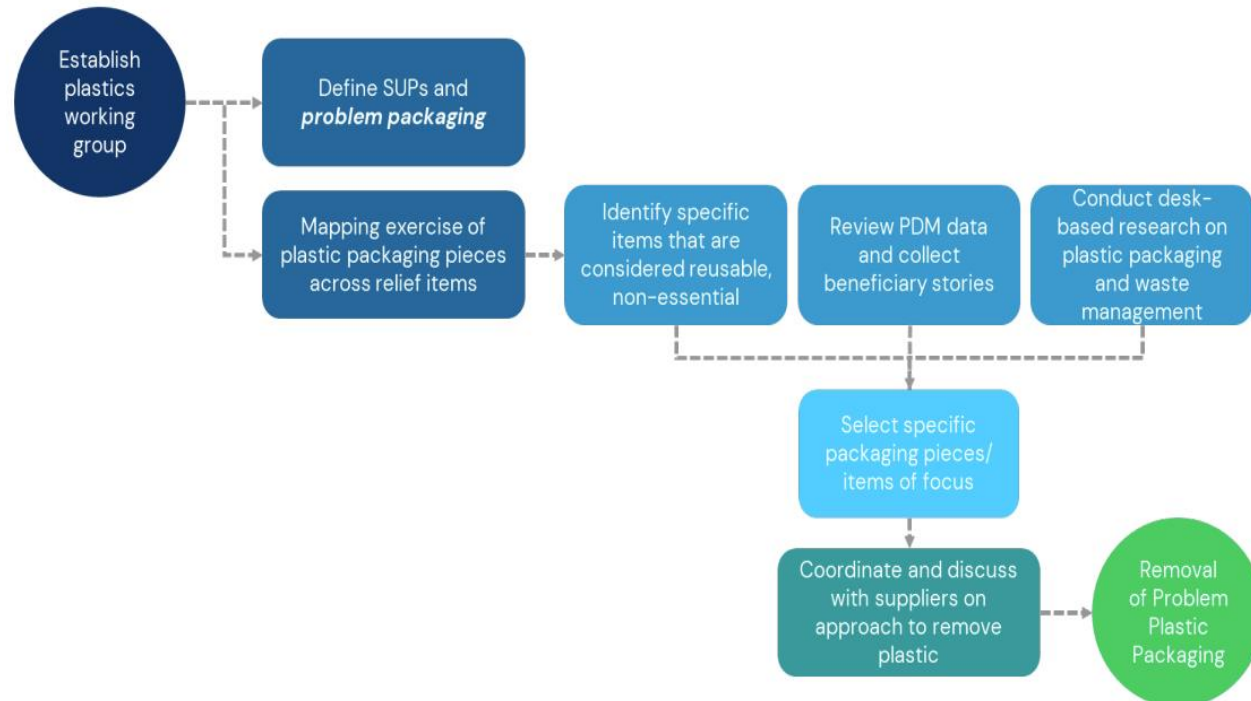 Establish
plastics
working
group
Define SUPs and
problem packaging
Mapping exercise of
plastic packaging pieces
across relief items
Identify specific
items that are
considered reusable,
non-essential
Review PDM data
and collect
beneficiary stories
Conduct desk-
based research on
plastic packaging
and waste
management
Select specific
packaging pieces/
items of focus
Coordinate and discuss
with suppliers on
approach to remove
plastic
Removal
of Problem
Plastic
Packaging